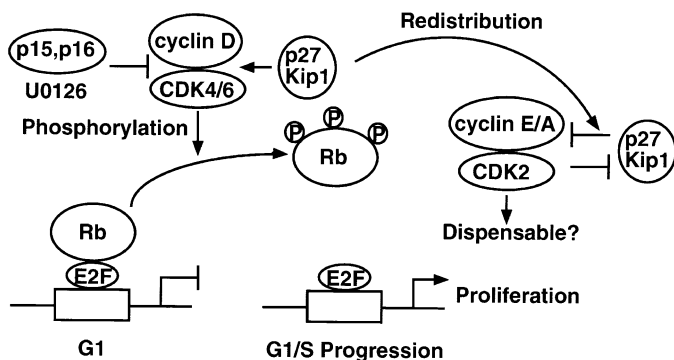 Redistribution
p15,p16
U0126
cyclin D
CDK4/6
p27
Kip1
Phosphorylation
P
P
P
Rb
cyclin E/A
CDK2
p27
Kip1
Dispensable?
Rb
E2F
G1
E2F
Proliferation
G1/S Progression